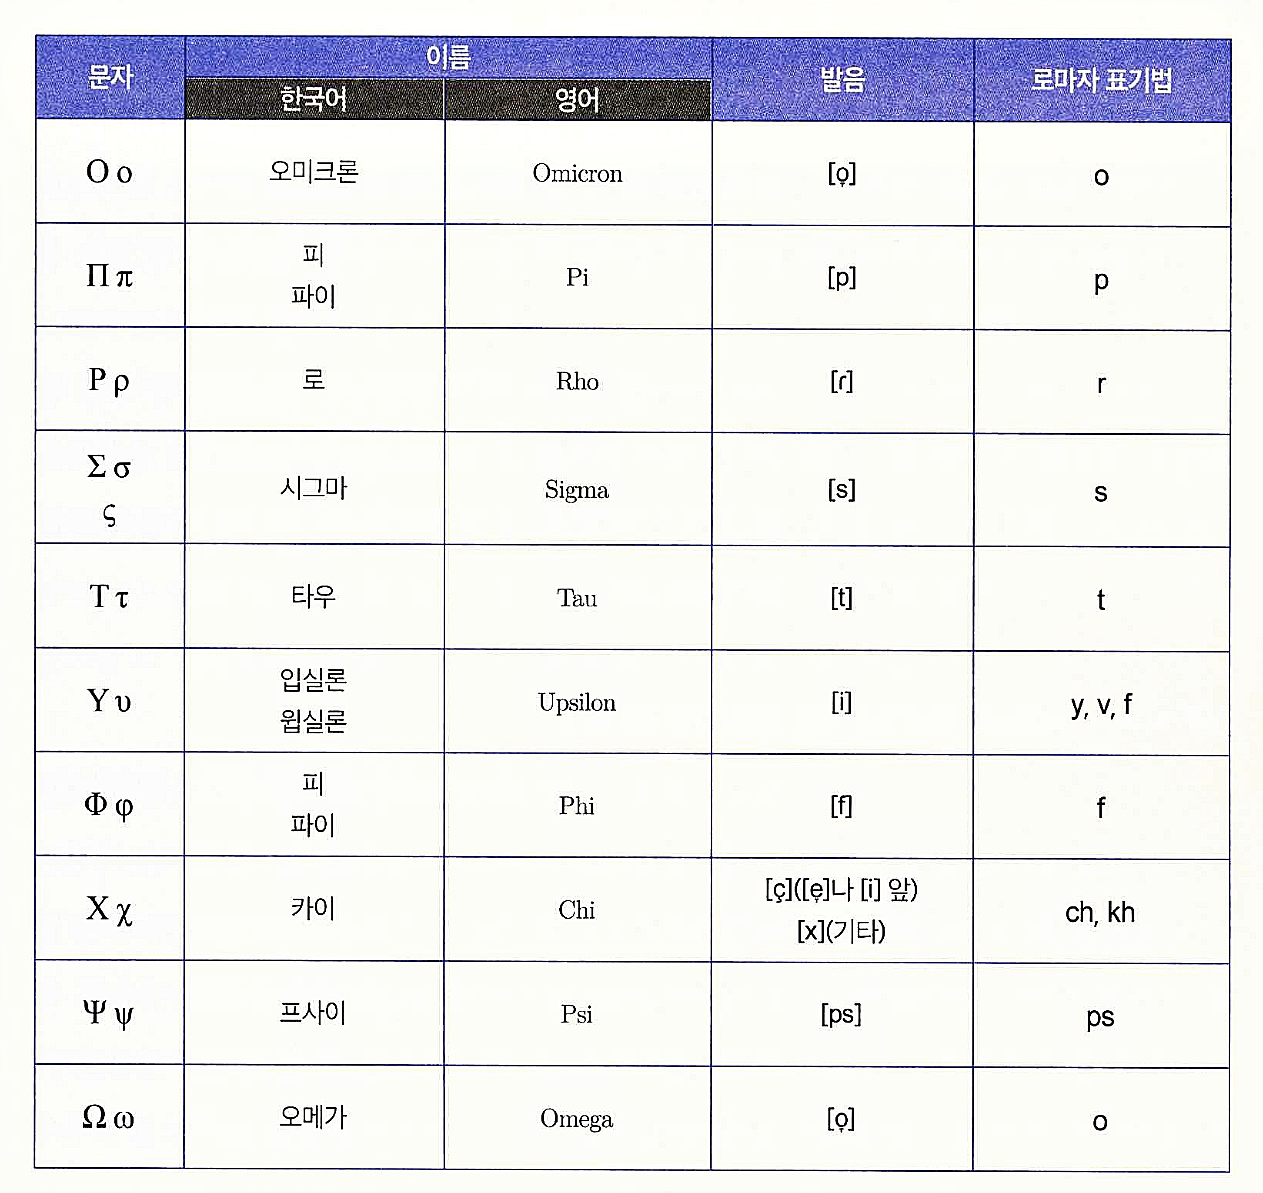 문자 이름 발음 로마자 표기법
한국어 영어
Ο ο 오미크론 Omicron [o̞] o
Π π 피 파이 Pi [p] p
Ρ ρ 로 Rho [ɾ] r
Σ σ ς 시그마 Sigma [s] s
Τ τ 타우 Tau [t] t
Υ υ 입실론 윕실론 Upsilon [i] y, v, f
Φ φ 피 파이 Phi [f] f
Χ χ 카이 Chi [ç]([e̞]나 [i] 앞) [x](기타) ch, kh
Ψ ψ 프사이 Psi [ps] ps
Ω ω 오메가 Omega [o̞] o